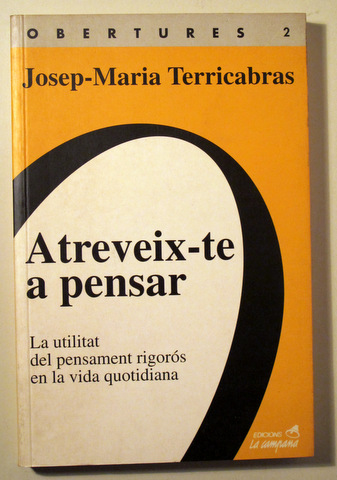 OBERTURES 2
Josep-Maria Terricabras
Atreveix-te
a pensar
La utilitat
del pensament rigorós
en la vida quotidiana
EDICIONS
La Campana